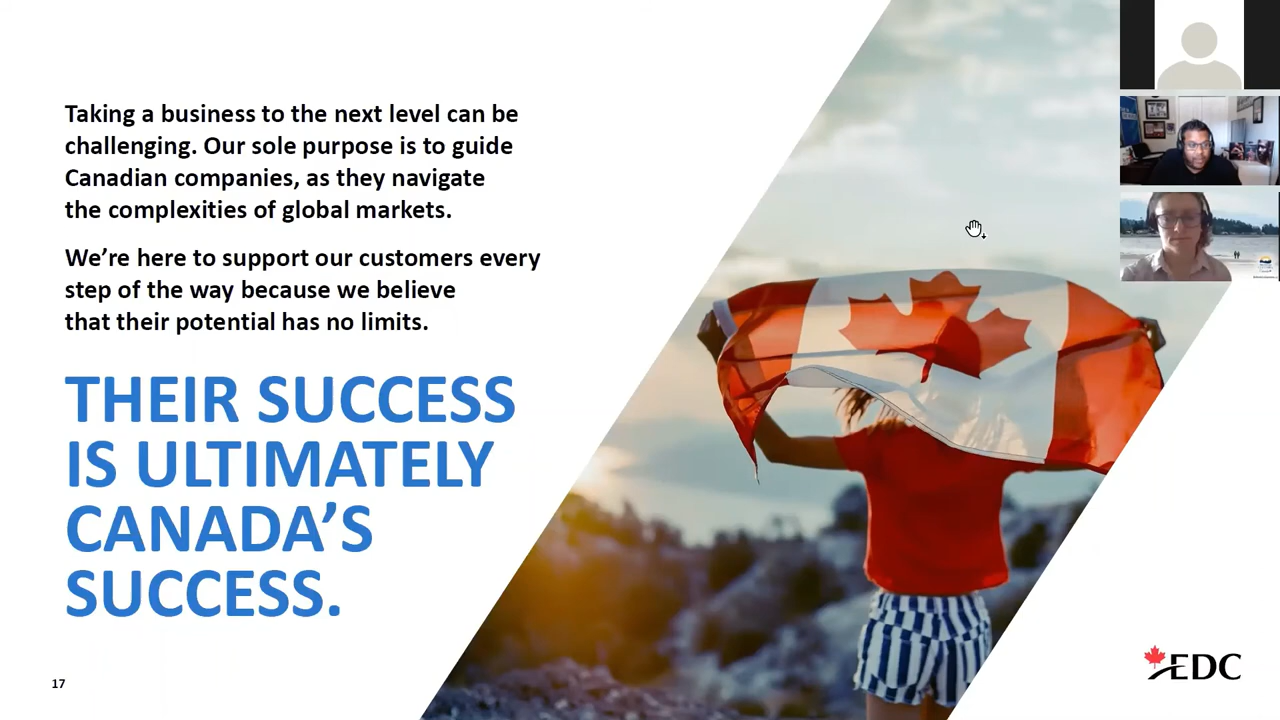 Taking a business to the next level can be
challenging. Our sole purpose is to guide
Canadian companies, as they navigate
the complexities of global markets.
We’re here to support our customers every
step of the way because we believe
that their potential has no limits.
THEIR SUCCESS
IS ULTIMATELY
CANADA’S
SUCCESS.
17
EDC